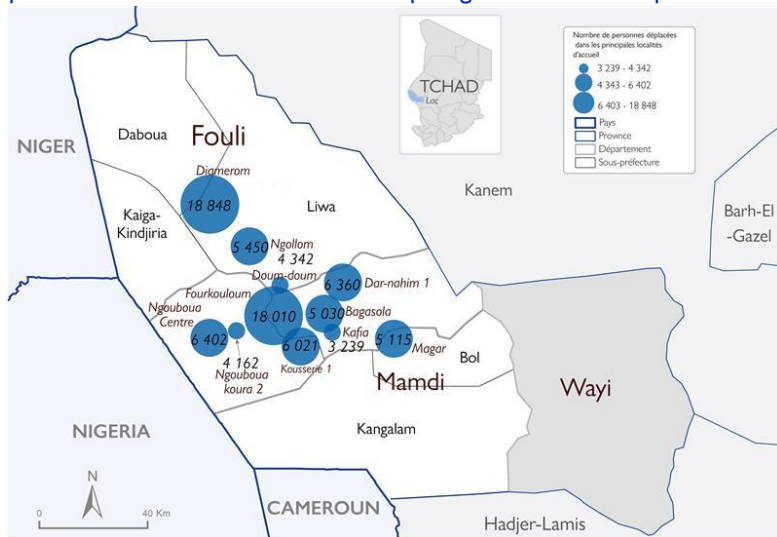 Nombre de personnes déplacées
dans les principales localités
d'accueil
3 239 - 4 342
4 343 - 6 402
6 403 - 18 848
Pays
Province
Département
Sous-préfecture
TCHAD
Lac
NIGER
Daboua
Fouli
Diamerom
18 848
Kaiga-
Kindjiria
Liwa
Kanem
Barh-El
-Gazel
5 450
Ngollom
4 342
Doum-doum
6 360
Dar-nahim 1
Fourkouloum
18 010
5 030
Bagasola
Ngouboua
Centre
6 402
4 162
Ngouboua
koura 2
6 021
Kousserie 1
Kafia
3 239
5 115
Magar
Bol
Mamdi
Wayi
Kangalam
NIGERIA
N
0
40 Km
CAMEROUN
Hadjer-Lamis